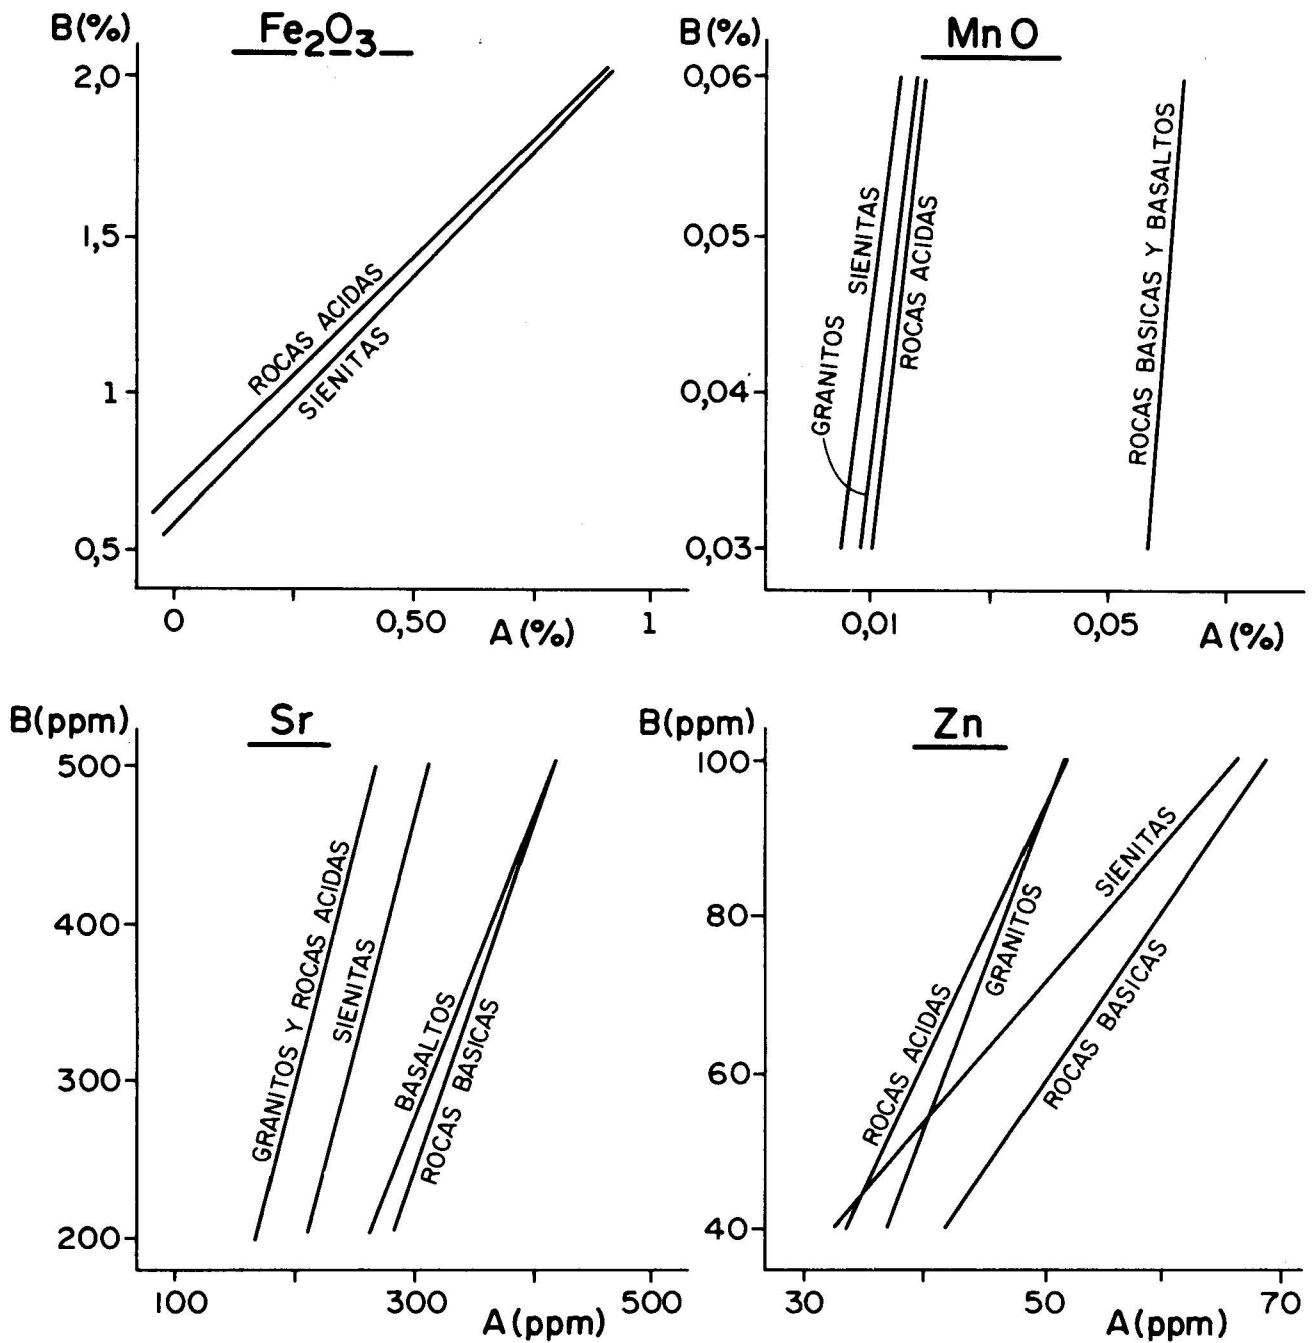 B(%)
Fe2O3
2,0
1,5
1
0,5
ROCAS ACIDAS
SIENITAS
0
0,50
1
A(%)
B(%)
MnO
0,06
0,05
0,04
0,03
GRANITOS
SIENITAS
ROCAS ACIDAS
ROCAS BASICAS Y BASALTOS
0,01
0,05
A(%)
B(ppm)
Sr
500
400
300
200
GRANITOS Y ROCAS ACIDAS
SIENITAS
BASALTOS
ROCAS BASICAS
100
300
500
A(ppm)
B(ppm)
Zn
100
80
60
40
ROCAS ACIDAS
GRANITOS
SIENITAS
ROCAS BASICAS
30
50
70
A(ppm)